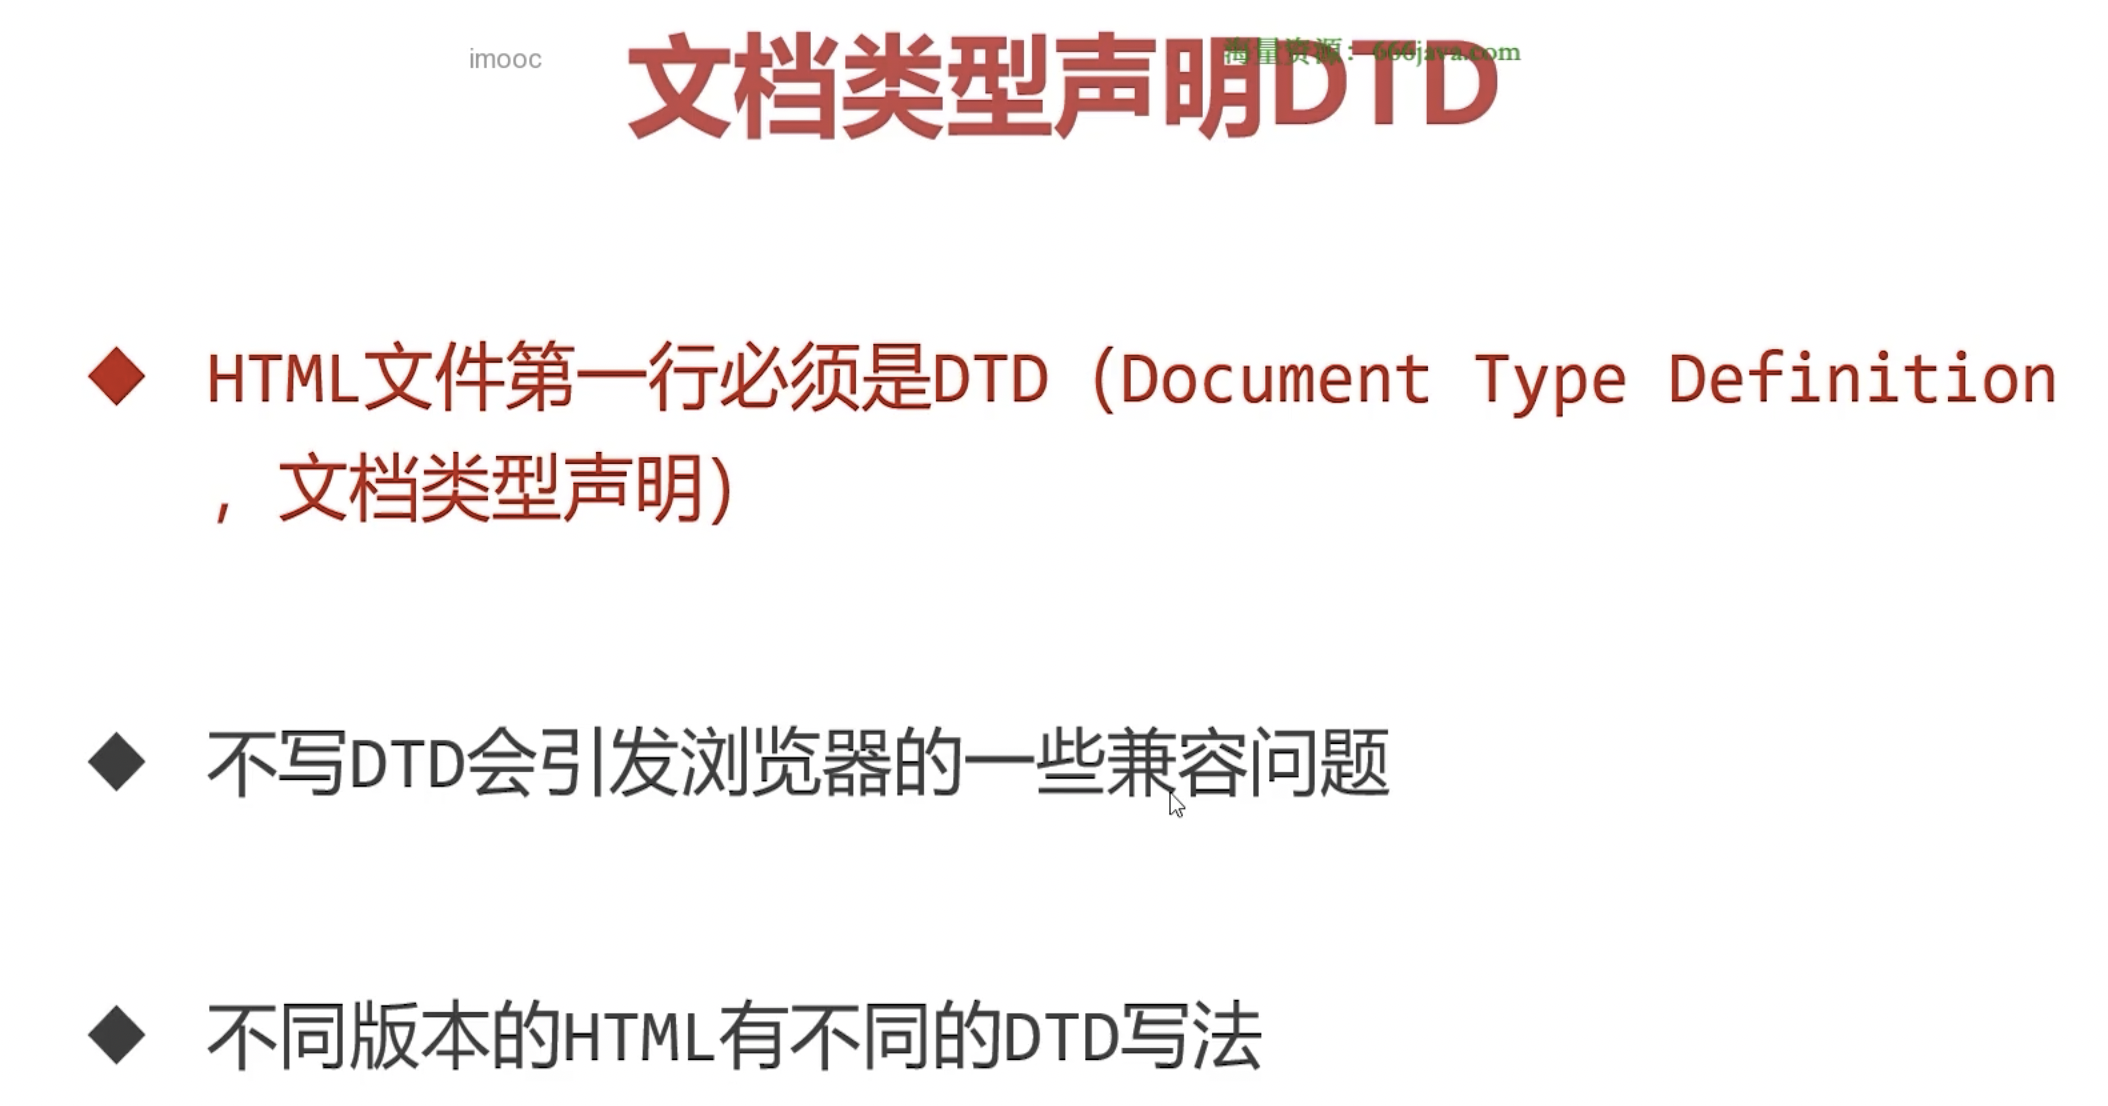 imooc
文档类型声明DTD
海量资源：666java.com
HTML文件第一行必须是DTD（Document Type Definition
，文档类型声明）
不写DTD会引发浏览器的一些兼容问题
不同版本的HTML有不同的DTD写法